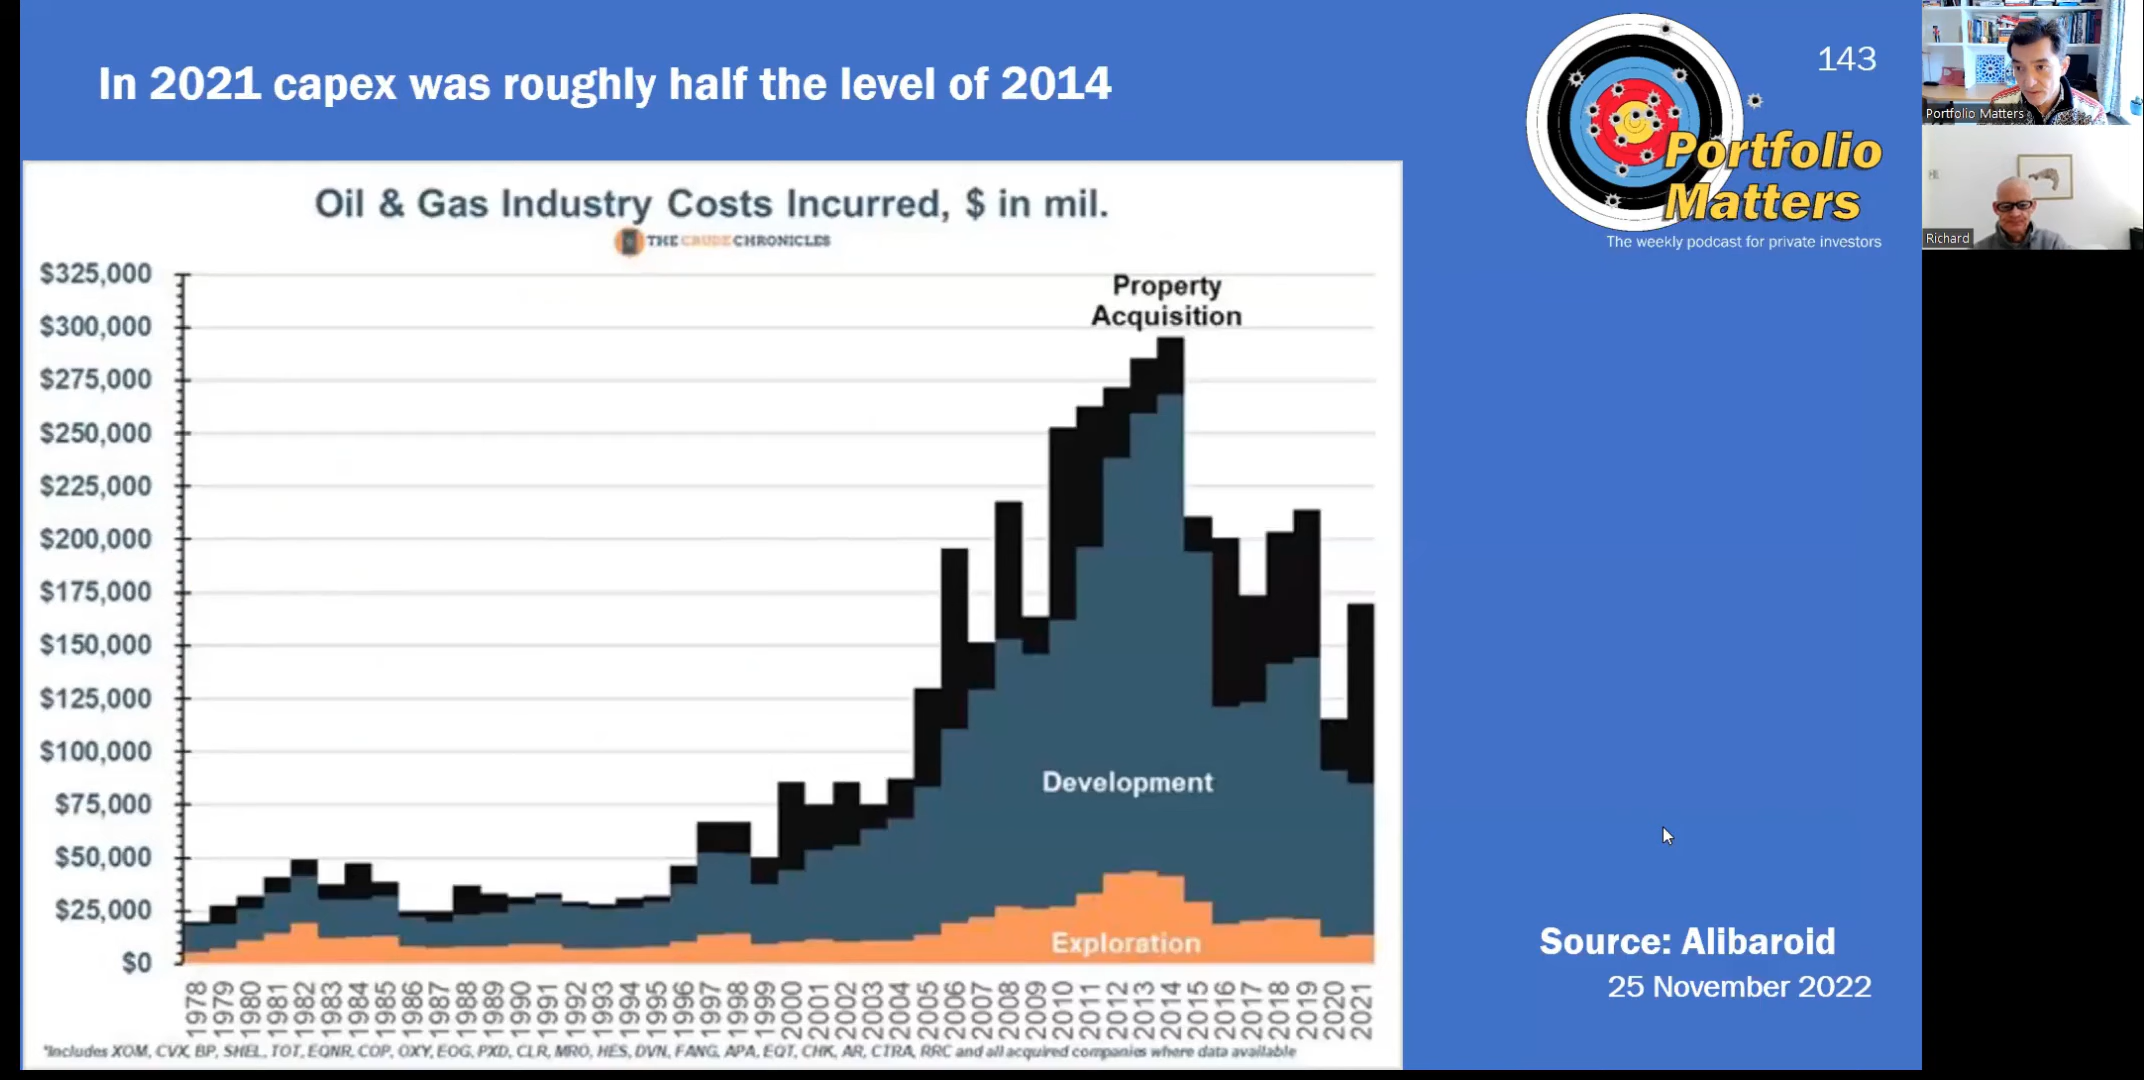 In 2021 capex was roughly half the level of 2014
143
Portfolio
Matters
The weekly podcast for private investors
Portfolio Matters
Richard
Oil & Gas Industry Costs Incurred, $ in mil.
THE CRUDE CHRONICLES
$325,000
$300,000
$275,000
$250,000
$225,000
$200,000
$175,000
$150,000
$125,000
$100,000
$75,000
$50,000
$25,000
$0
Property
Acquisition
Development
Exploration
1978 1979 1980 1981 1982 1983 1984 1985 1986 1987 1988 1989 1990 1991 1992 1993 1994 1995 1996 1997 1998 1999 2000 2001 2002 2003 2004 2005 2006 2007 2008 2009 2010 2011 2012 2013 2014 2015 2016 2017 2018 2019 2020 2021
*Includes XOM, CVX, BP, SHEL, TOT, EQNR, COP, OXY, EOG, PXD, CLR, MRO, HES, DVN, FANG, APA, EQT, CHK, AR, CTRA, RRC and all acquired companies where data available
Source: Alibaroid
25 November 2022